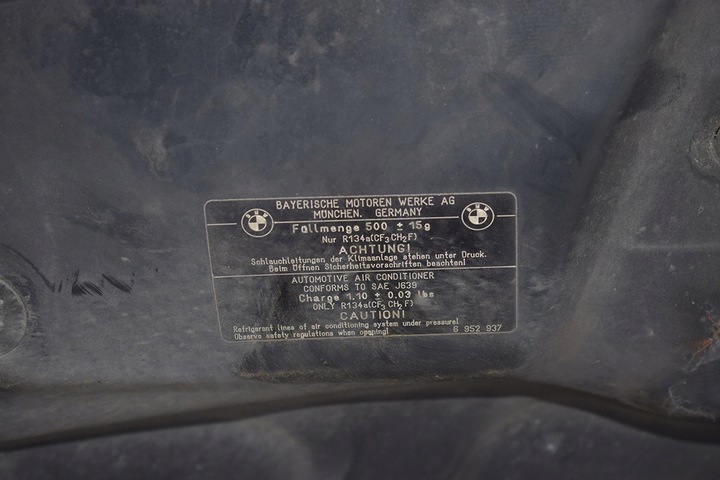 BAYERISCHE MOTOREN WERKE AG
MÜNCHEN, GERMANY
BMW BMW
Füllmenge 500 ± 15g
Nur R134a(CF3CH2F)
ACHTUNG!
Schlauchleitungen der Klimaanlage stehen unter Druck.
Beim Öffnen Sicherheitsvorschriften beachten!
AUTOMOTIVE AIR CONDITIONER
CONFORMS TO SAE J639
Charge 1.10 ± 0.03 lbs
ONLY R134a(CF3CH2F)
CAUTION!
Refrigerant lines of air conditioning system under pressure!
Observe safety regulations when opening!
6 952 937